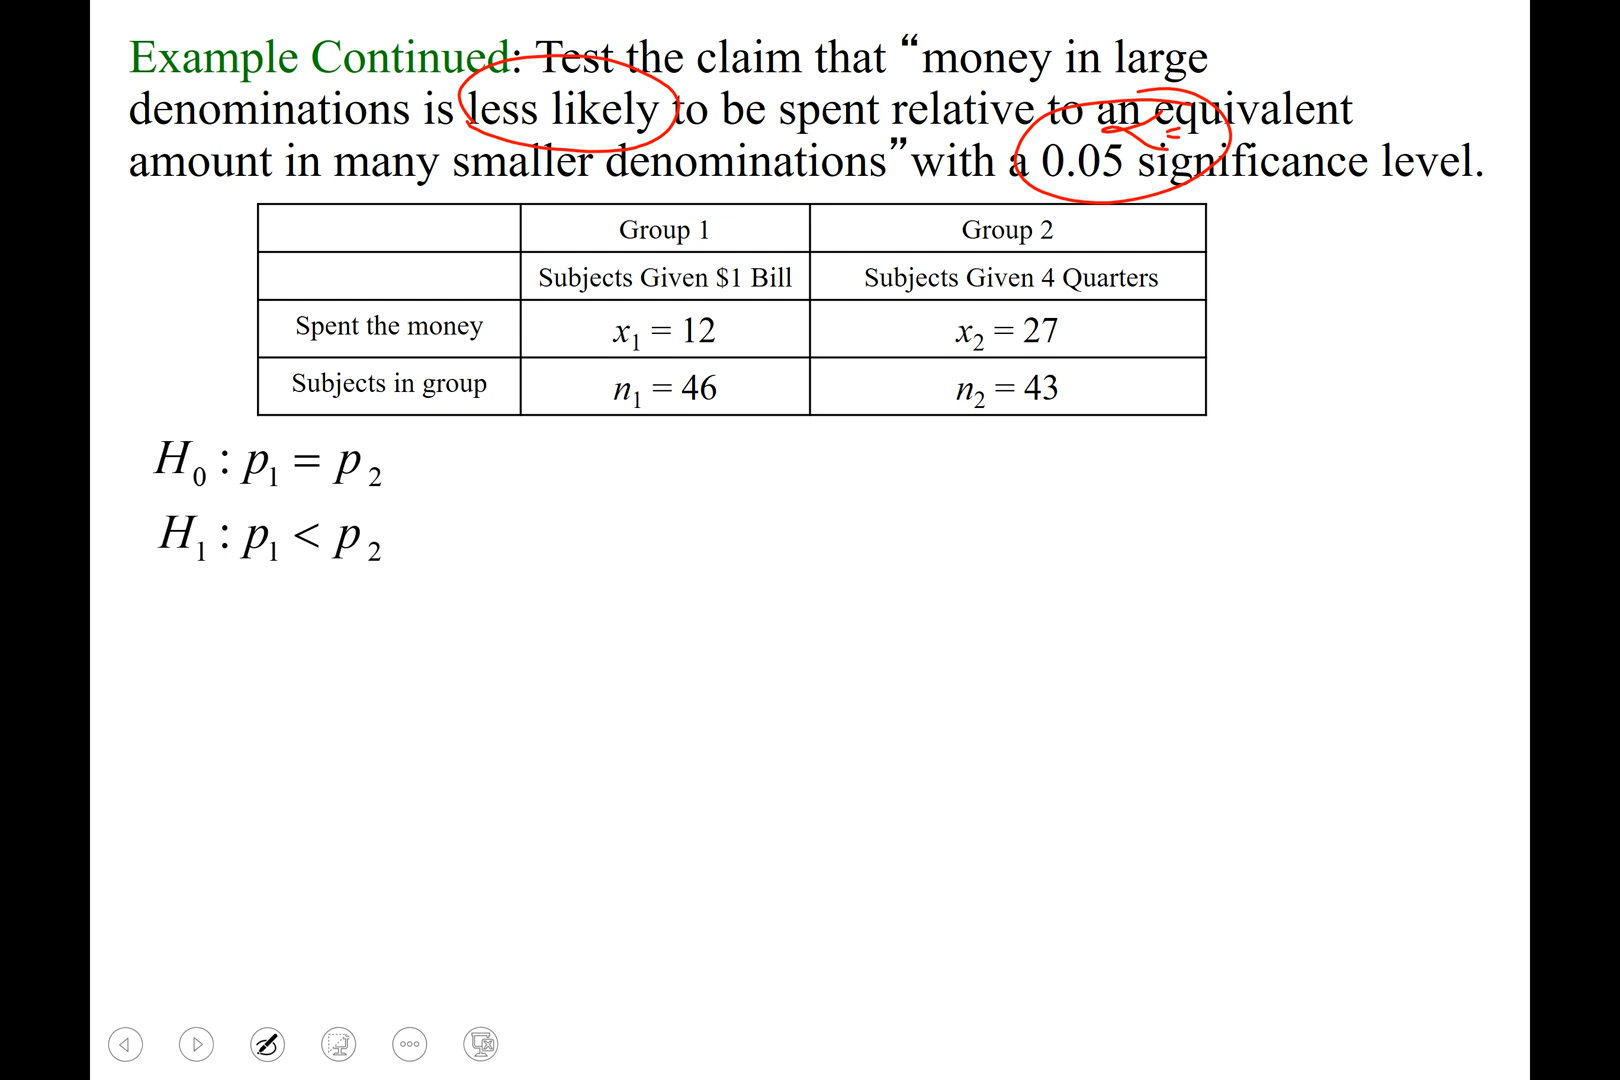 Example Continued: Test the claim that “money in large
denominations is less likely to be spent relative to an equivalent
α =
amount in many smaller denominations” with a 0.05 significance level.
Group 1 Group 2
Subjects Given $1 Bill Subjects Given 4 Quarters
Spent the money x₁ = 12 x₂ = 27
Subjects in group n₁ = 46 n₂ = 43
H₀ : p₁ = p₂
H₁ : p₁ < p₂